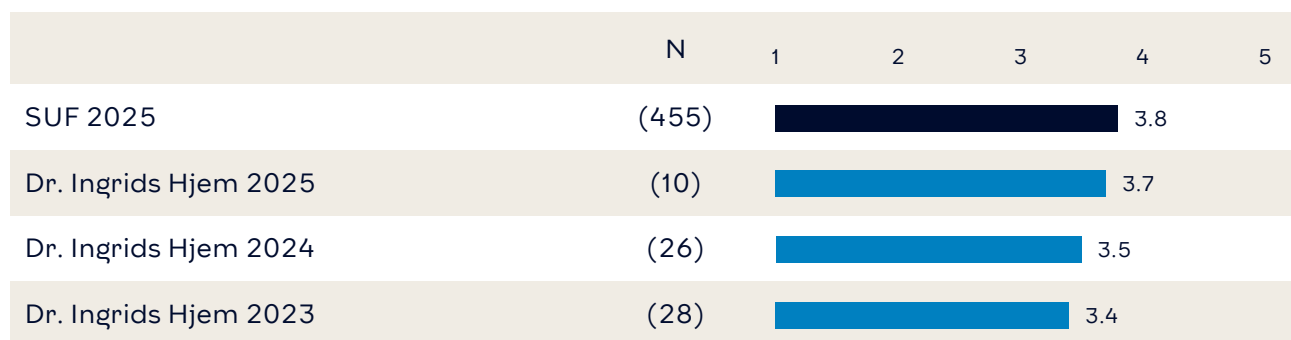 N 1 2 3 4 5
SUF 2025 (455) 3.8
Dr. Ingrids Hjem 2025 (10) 3.7
Dr. Ingrids Hjem 2024 (26) 3.5
Dr. Ingrids Hjem 2023 (28) 3.4